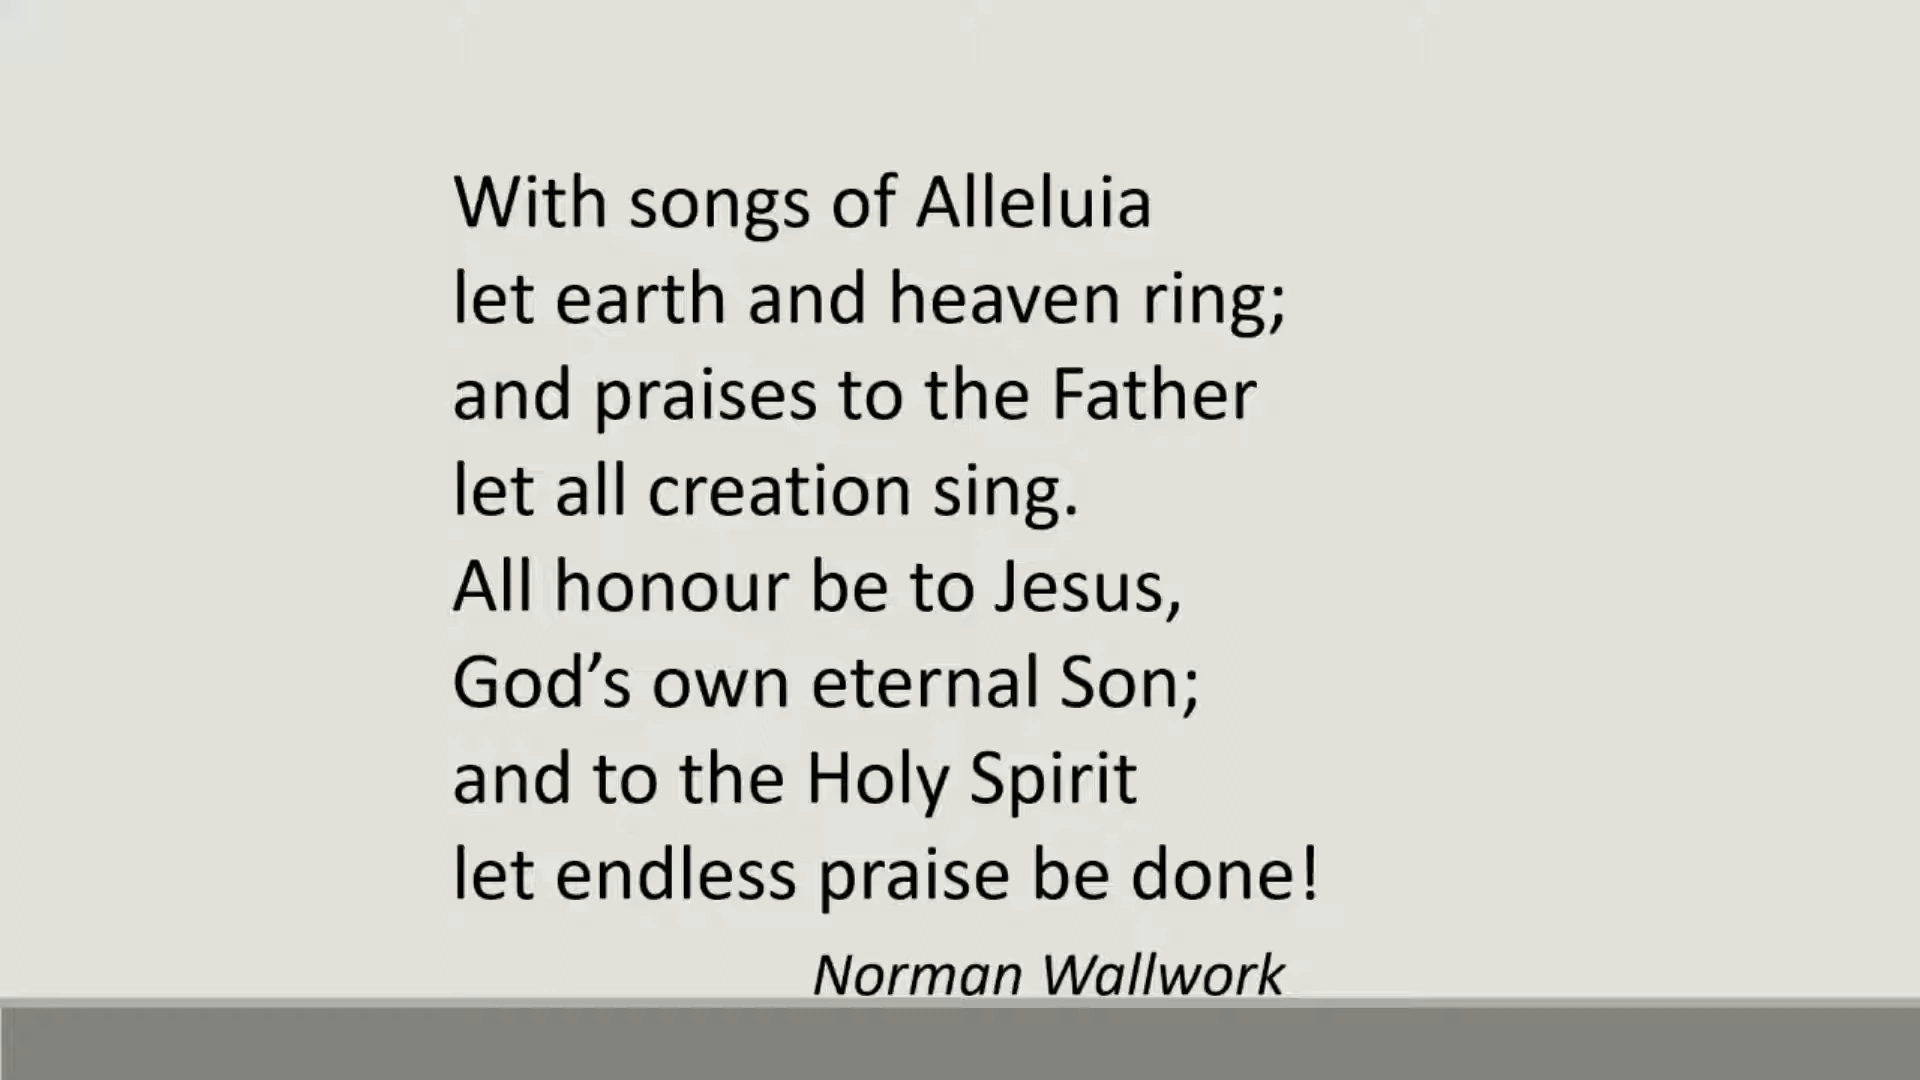 With songs of Alleluia
let earth and heaven ring;
and praises to the Father
let all creation sing.
All honour be to Jesus,
God’s own eternal Son;
and to the Holy Spirit
let endless praise be done!
Norman Wallwork